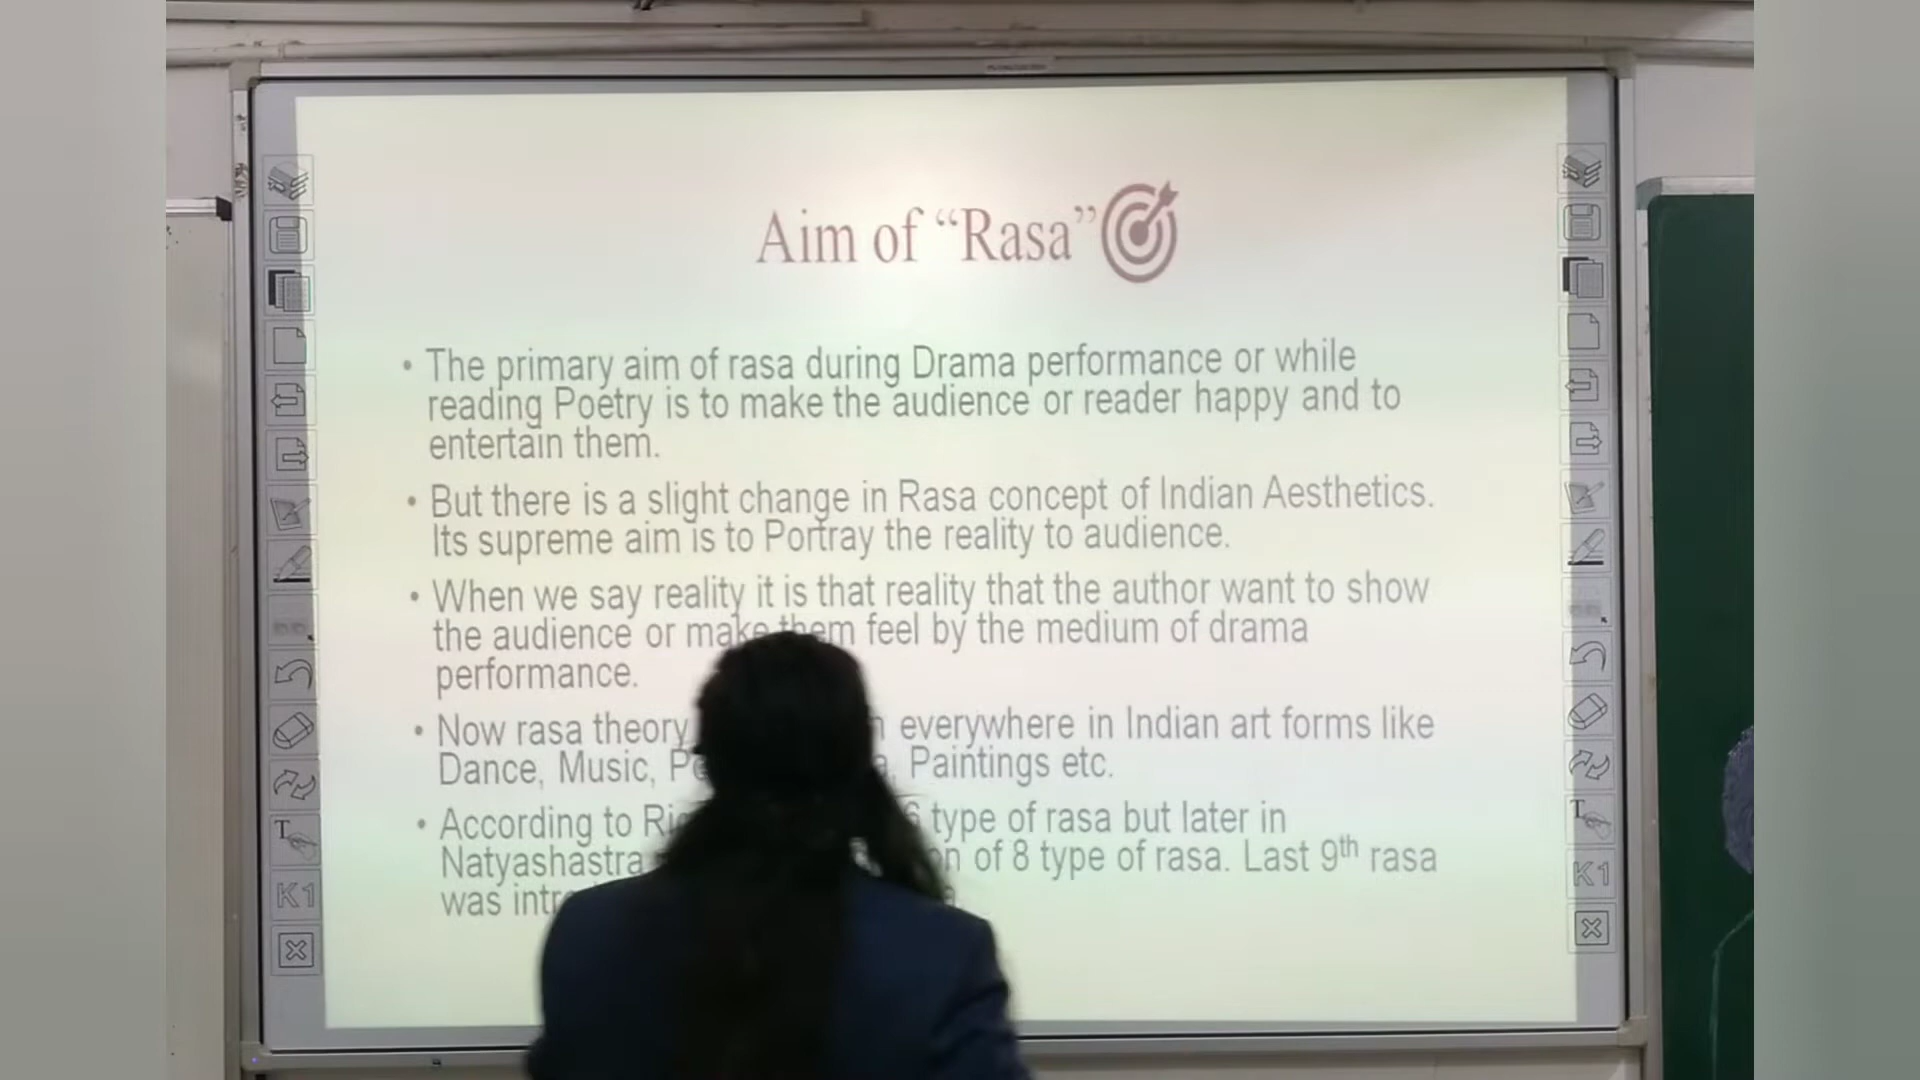 Aim of “Rasa”
• The primary aim of rasa during Drama performance or while
reading Poetry is to make the audience or reader happy and to
entertain them.
• But there is a slight change in Rasa concept of Indian Aesthetics.
Its supreme aim is to Portray the reality to audience.
• When we say reality it is that reality that the author want to show
the audience or make them feel by the medium of drama
performance.
• Now rasa theory everywhere in Indian art forms like
Dance, Music, Paintings etc.
• According to 6 type of rasa but later in
Natyashastra of 8 type of rasa. Last 9th rasa
was
T
K1
T
K1